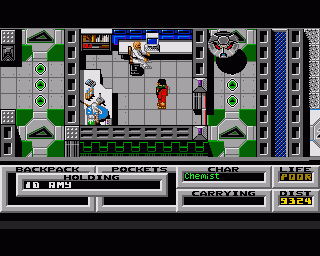 BACKPACK POCKETS CHAR LIFE
HOLDING Chemist POOR
ID AMY CARRYING DIST
9324